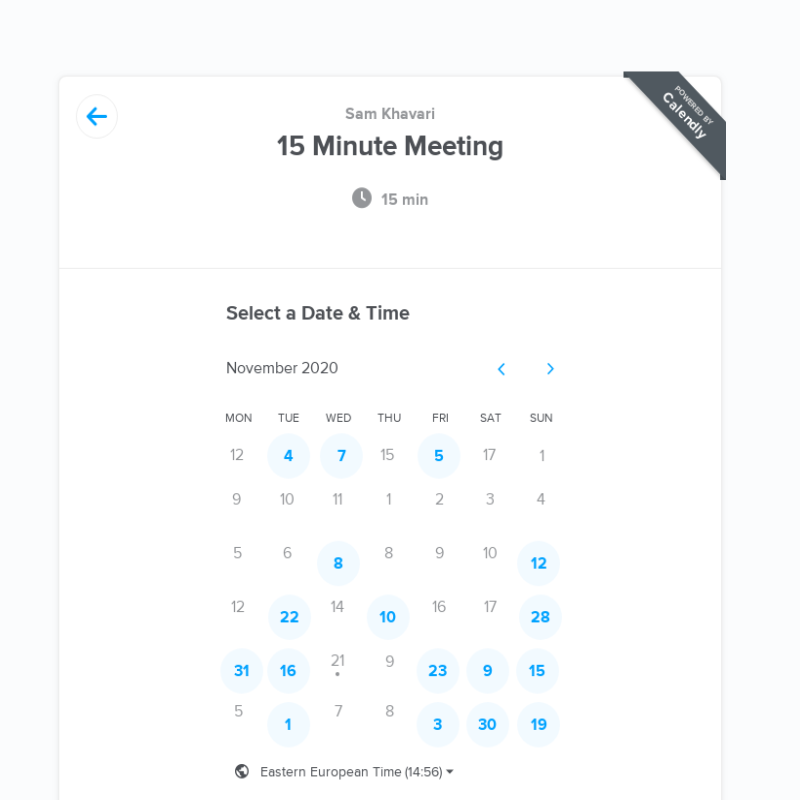 POWERED BY
Calendly
Sam Khavari
15 Minute Meeting
15 min
Select a Date & Time
November 2020
MON TUE WED THU FRI SAT SUN
12 4 7 15 5 17 1
9 10 11 1 2 3 4
5 6 8 8 9 10 12
12 22 14 10 16 17 28
31 16 21 9 23 9 15
5 1 7 8 3 30 19
Eastern European Time (14:56)